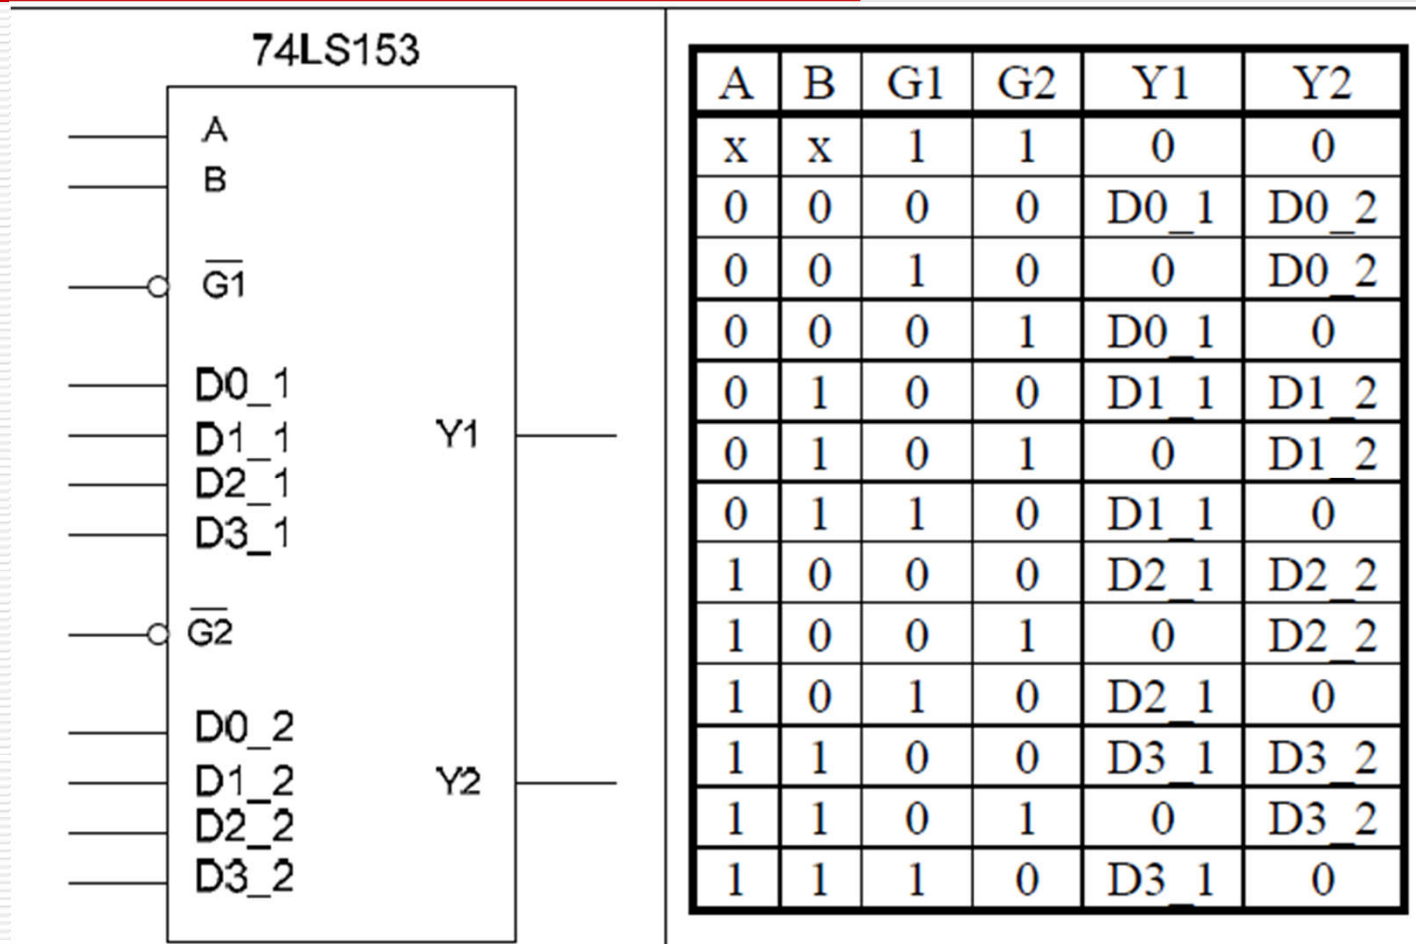 74LS153
A
B
G1
D0_1
D1_1
D2_1
D3_1
Y1
G2
D0_2
D1_2
D2_2
D3_2
Y2
A B G1 G2 Y1 Y2
x x 1 1 0 0
0 0 0 0 D0_1 D0_2
0 0 1 0 0 D0_2
0 0 0 1 D0_1 0
0 1 0 0 D1_1 D1_2
0 1 0 1 0 D1_2
0 1 1 0 D1_1 0
1 0 0 0 D2_1 D2_2
1 0 0 1 0 D2_2
1 0 1 0 D2_1 0
1 1 0 0 D3_1 D3_2
1 1 0 1 0 D3_2
1 1 1 0 D3_1 0